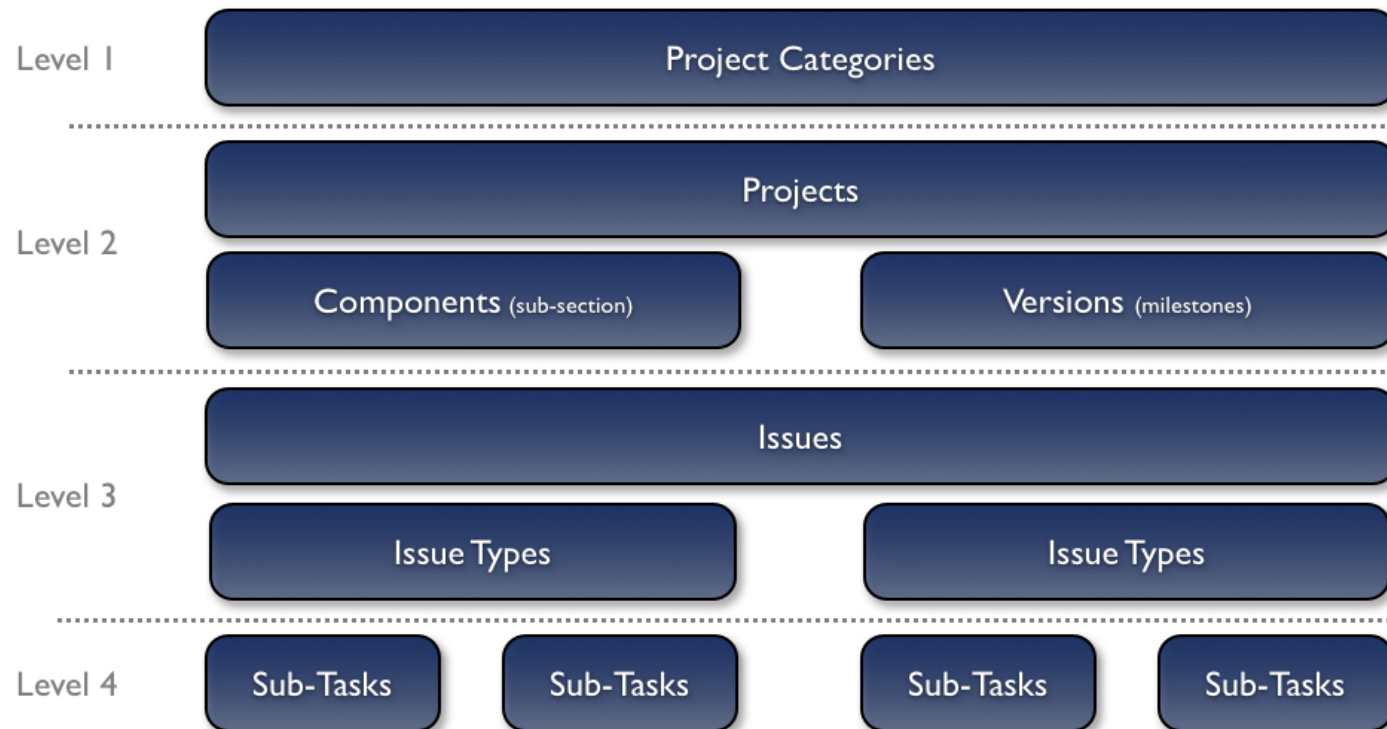 Level 1
Project Categories
Level 2
Projects
Components (sub-section)
Versions (milestones)
Level 3
Issues
Issue Types
Issue Types
Level 4
Sub-Tasks
Sub-Tasks
Sub-Tasks
Sub-Tasks